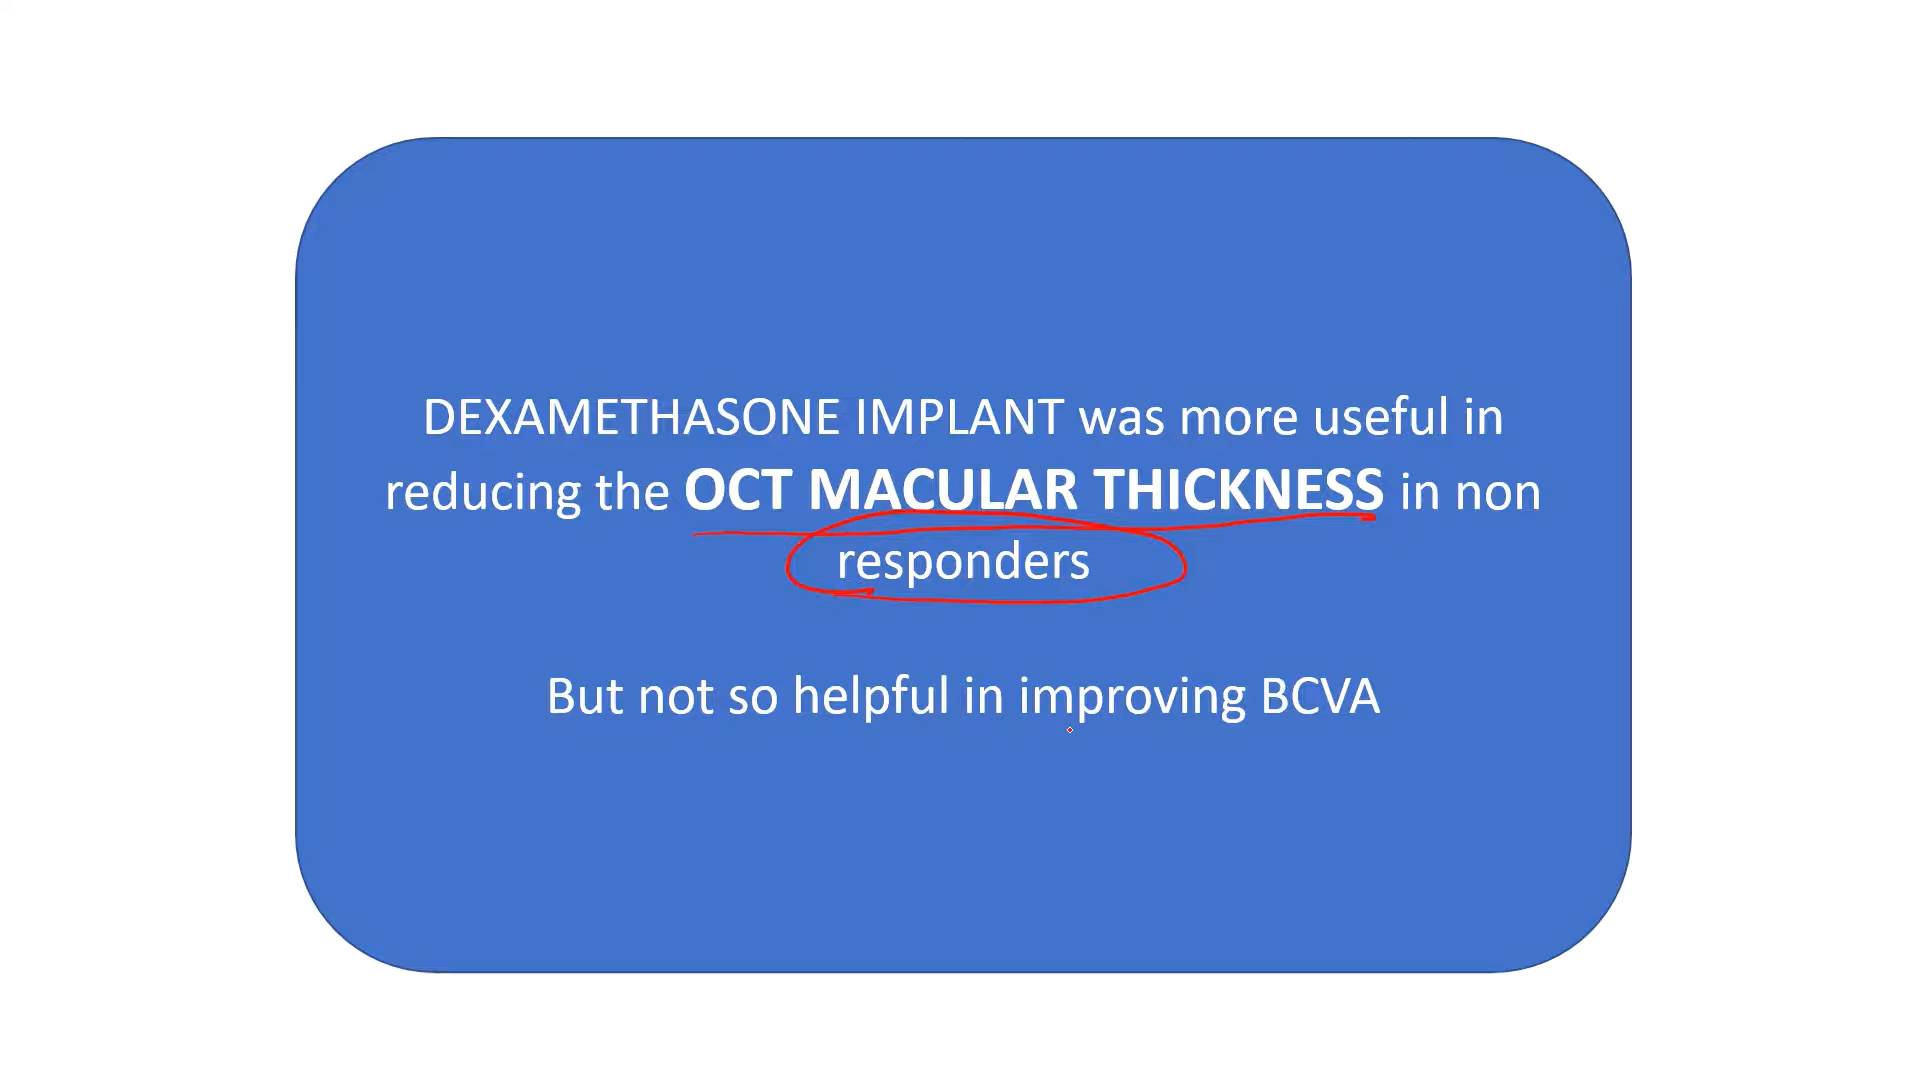 DEXAMETHASONE IMPLANT was more useful in
reducing the OCT MACULAR THICKNESS in non
responders
But not so helpful in improving BCVA